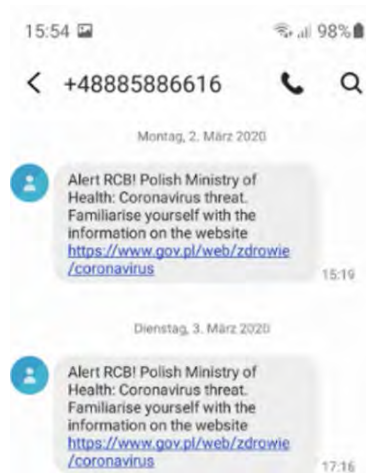 15:54 98%
+48885886616
Montag, 2. März 2020
Alert RCB! Polish Ministry of
Health: Coronavirus threat.
Familiarise yourself with the
information on the website
https://www.gov.pl/web/zdrowie
/coronavirus
15:19
Dienstag, 3. März 2020
Alert RCB! Polish Ministry of
Health: Coronavirus threat.
Familiarise yourself with the
information on the website
https://www.gov.pl/web/zdrowie
/coronavirus
17:16